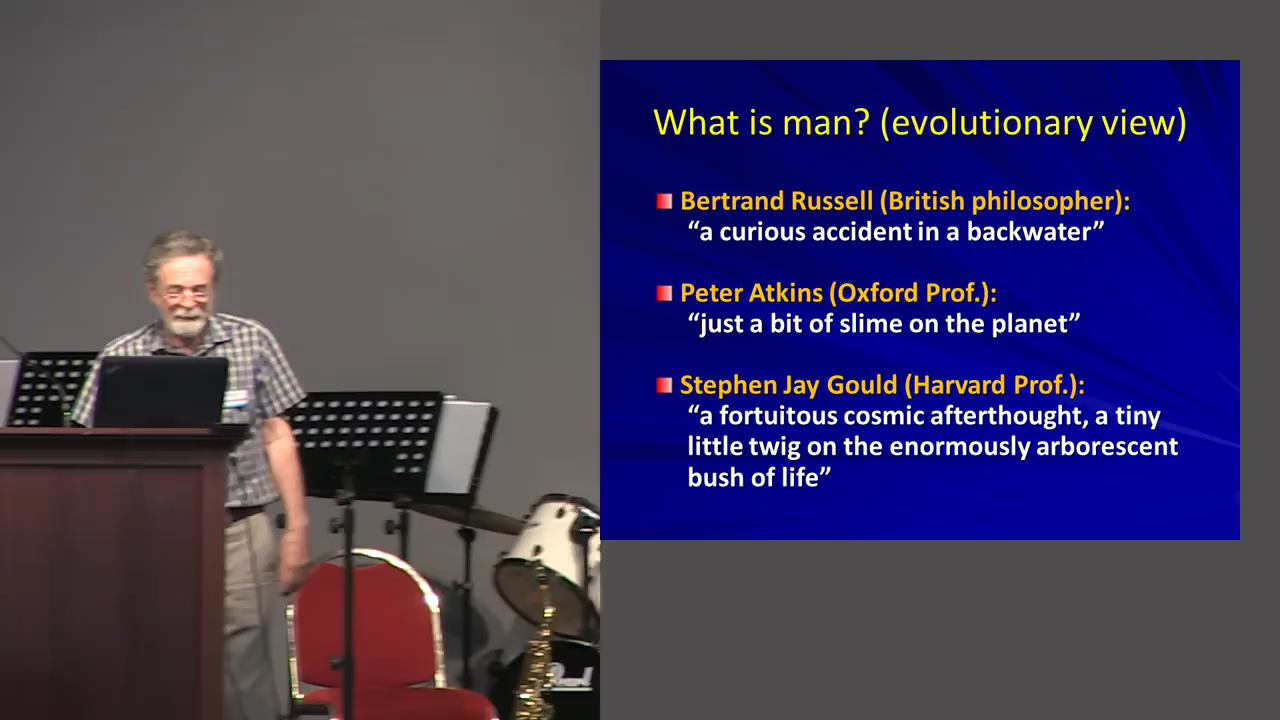 What is man? (evolutionary view)
Bertrand Russell (British philosopher):
“a curious accident in a backwater”
Peter Atkins (Oxford Prof.):
“just a bit of slime on the planet”
Stephen Jay Gould (Harvard Prof.):
“a fortuitous cosmic afterthought, a tiny
little twig on the enormously arborescent
bush of life”
Pearl